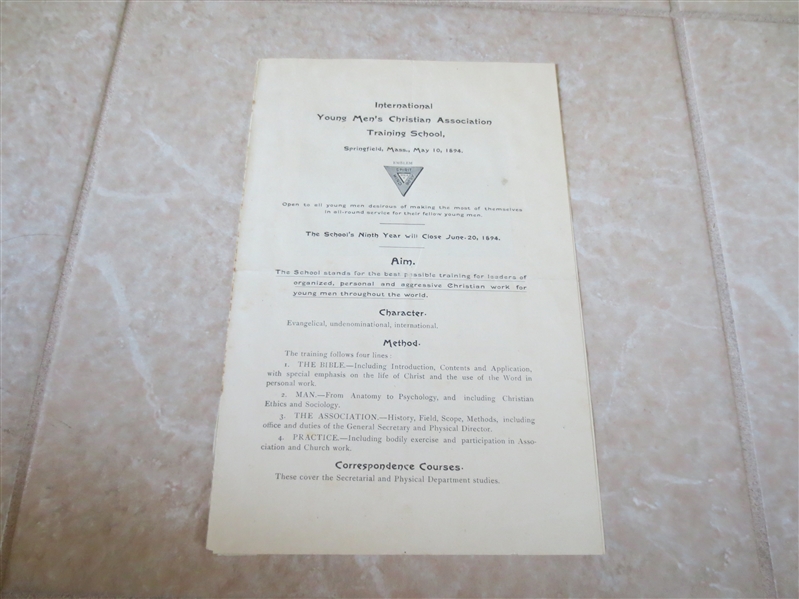 International
Young Men's Christian Association
Training School,
Springfield, Mass., May 10, 1894.
EMBLEM
SPIRIT
Open to all young men desirous of making the most of themselves
in all-round service for their fellow young men.
The School's Ninth Year will Close June 20, 1894.
Aim.
The School stands for the best possible training for leaders of
organized, personal and aggressive Christian work for
young men throughout the world.
Character.
Evangelical, undenominational, international.
Method.
The training follows four lines:
1. THE BIBLE.—Including Introduction, Contents and Application,
with special emphasis on the life of Christ and the use of the Word in
personal work.
2. MAN.—From Anatomy to Psychology, and including Christian
Ethics and Sociology.
3. THE ASSOCIATION.—History, Field, Scope, Methods, including
office and duties of the General Secretary and Physical Director.
4. PRACTICE.—Including bodily exercise and participation in Asso-
ciation and Church work.
Correspondence Courses.
These cover the Secretarial and Physical Department studies.